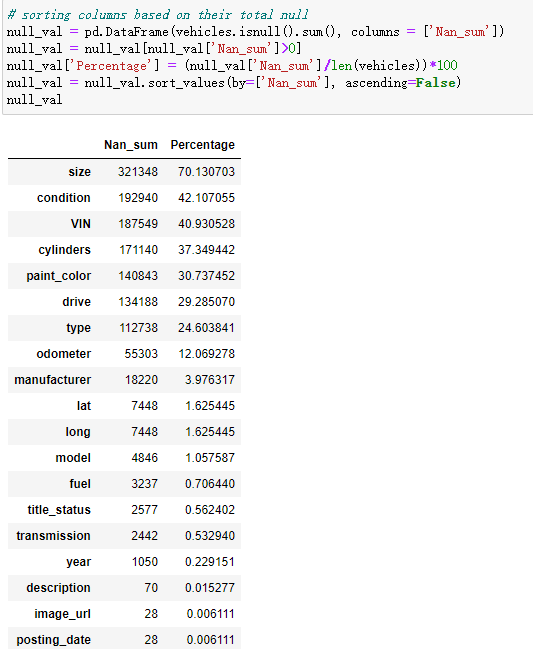 # sorting columns based on their total null
null_val = pd.DataFrame(vehicles.isnull().sum(), columns = ['Nan_sum'])
null_val = null_val[null_val['Nan_sum']>0]
null_val['Percentage'] = (null_val['Nan_sum']/len(vehicles))*100
null_val = null_val.sort_values(by=['Nan_sum'], ascending=False)
null_val
Nan_sum Percentage
size 321348 70.130703
condition 192940 42.107055
VIN 187549 40.930528
cylinders 171140 37.349442
paint_color 140843 30.737452
drive 134188 29.285070
type 112738 24.603841
odometer 55303 12.069278
manufacturer 18220 3.976317
lat 7448 1.625445
long 7448 1.625445
model 4846 1.057587
fuel 3237 0.706440
title_status 2577 0.562402
transmission 2442 0.532940
year 1050 0.229151
description 70 0.015277
image_url 28 0.006111
posting_date 28 0.006111